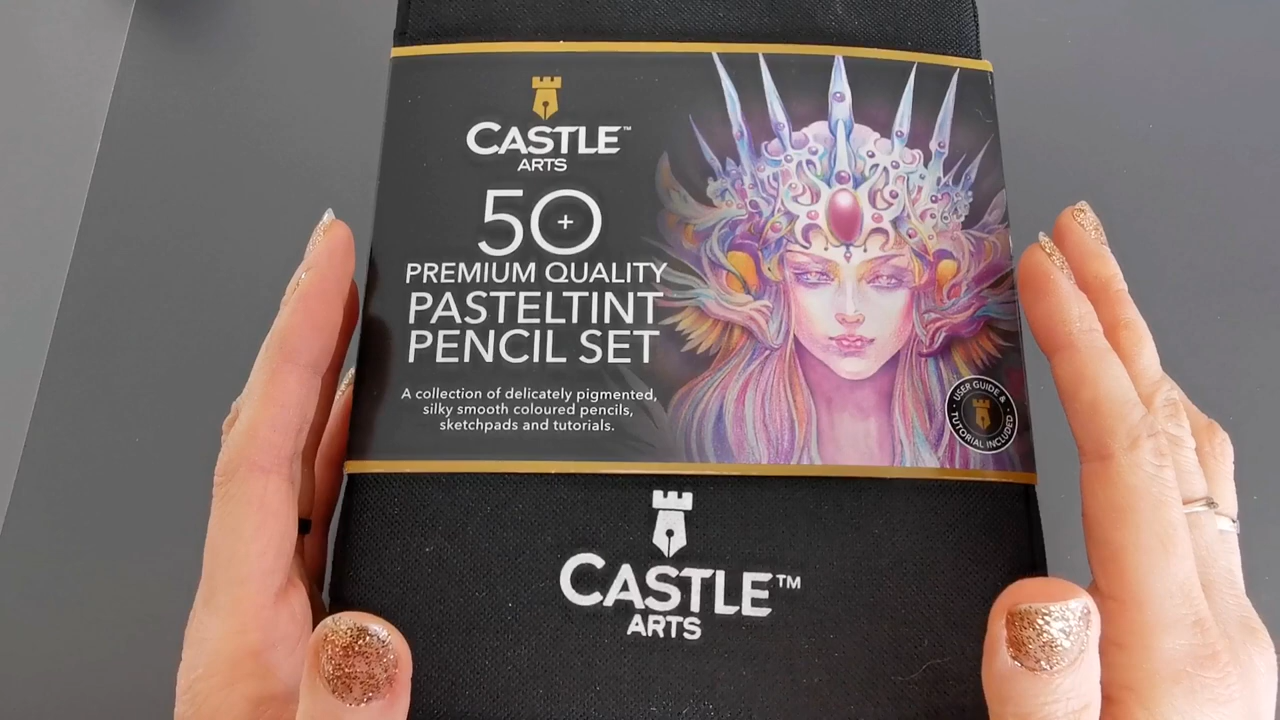 CASTLE™
ARTS
50+
PREMIUM QUALITY
PASTELTINT
PENCIL SET
A collection of delicately pigmented,
silky smooth coloured pencils,
sketchpads and tutorials.
USER GUIDE &
TUTORIAL INCLUDED
CASTLE™
ARTS